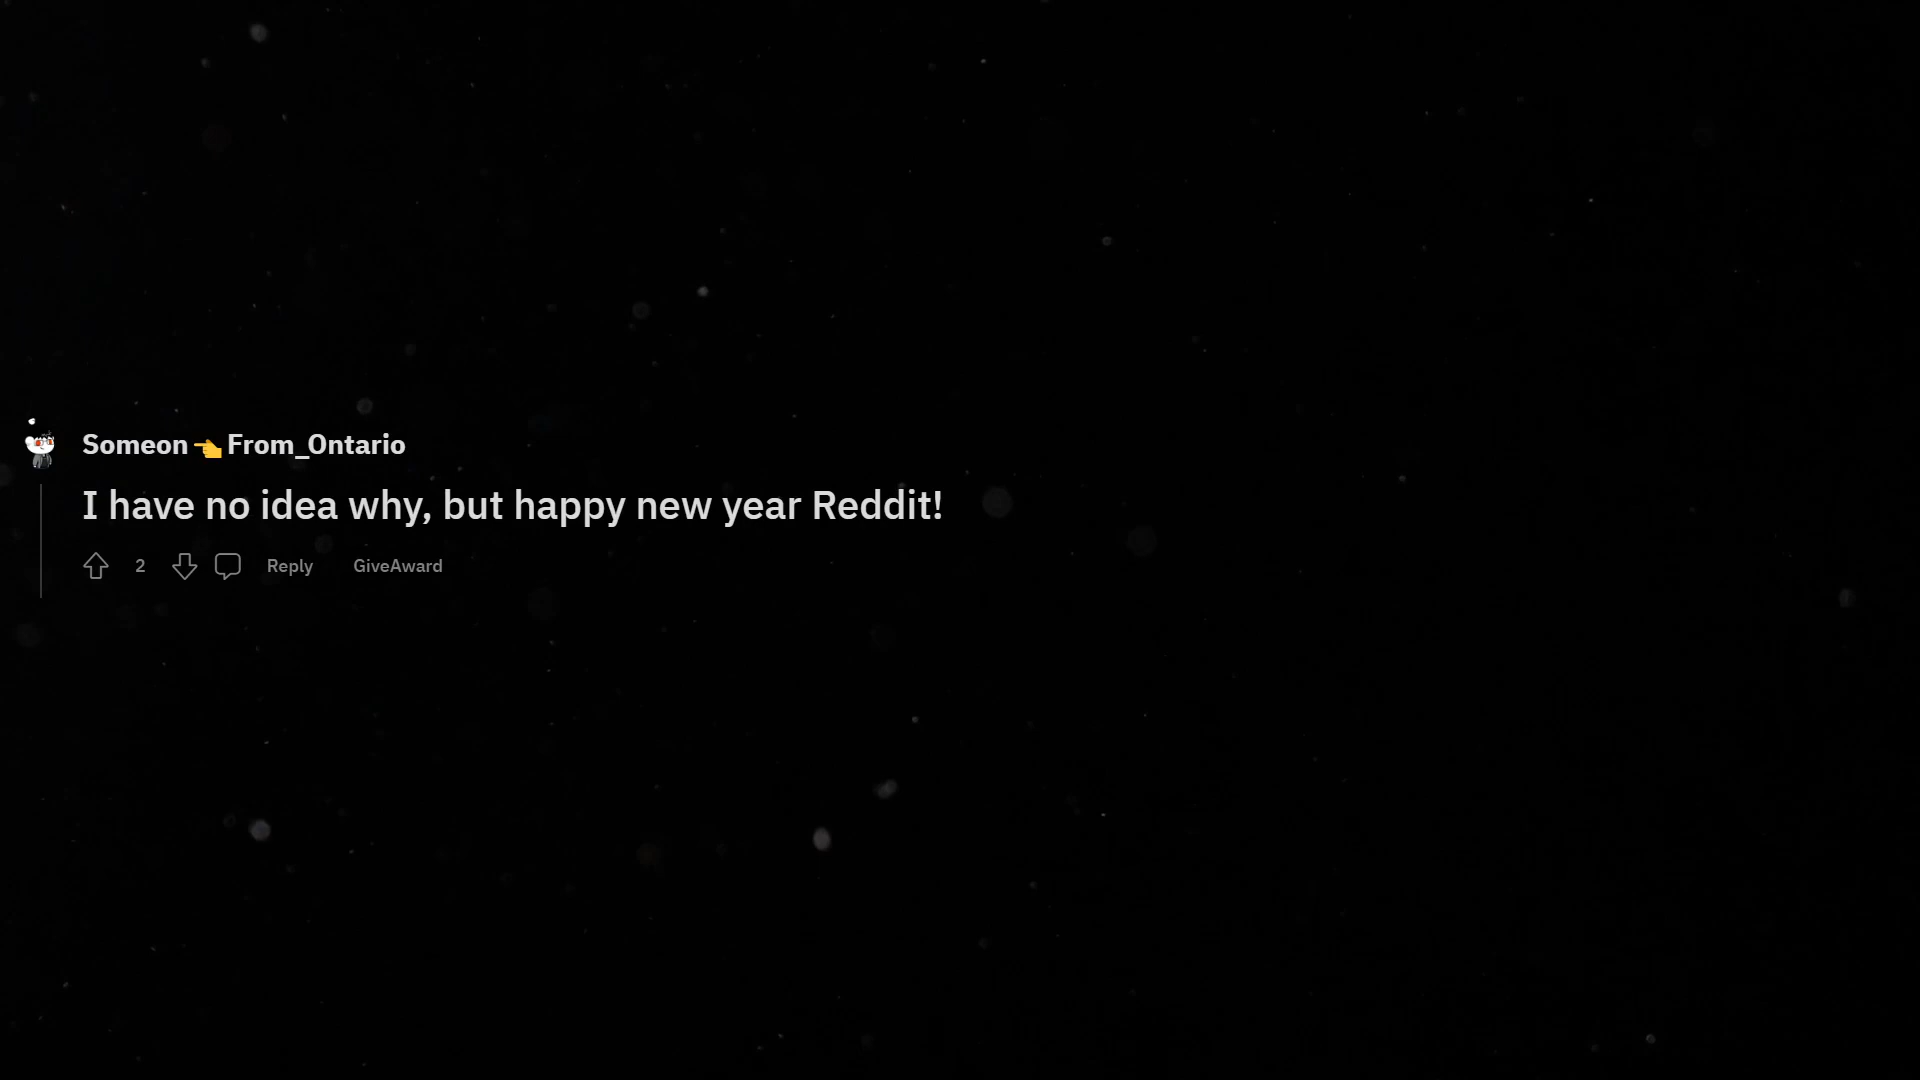 Someon👈From_Ontario
I have no idea why, but happy new year Reddit!
2 Reply GiveAward